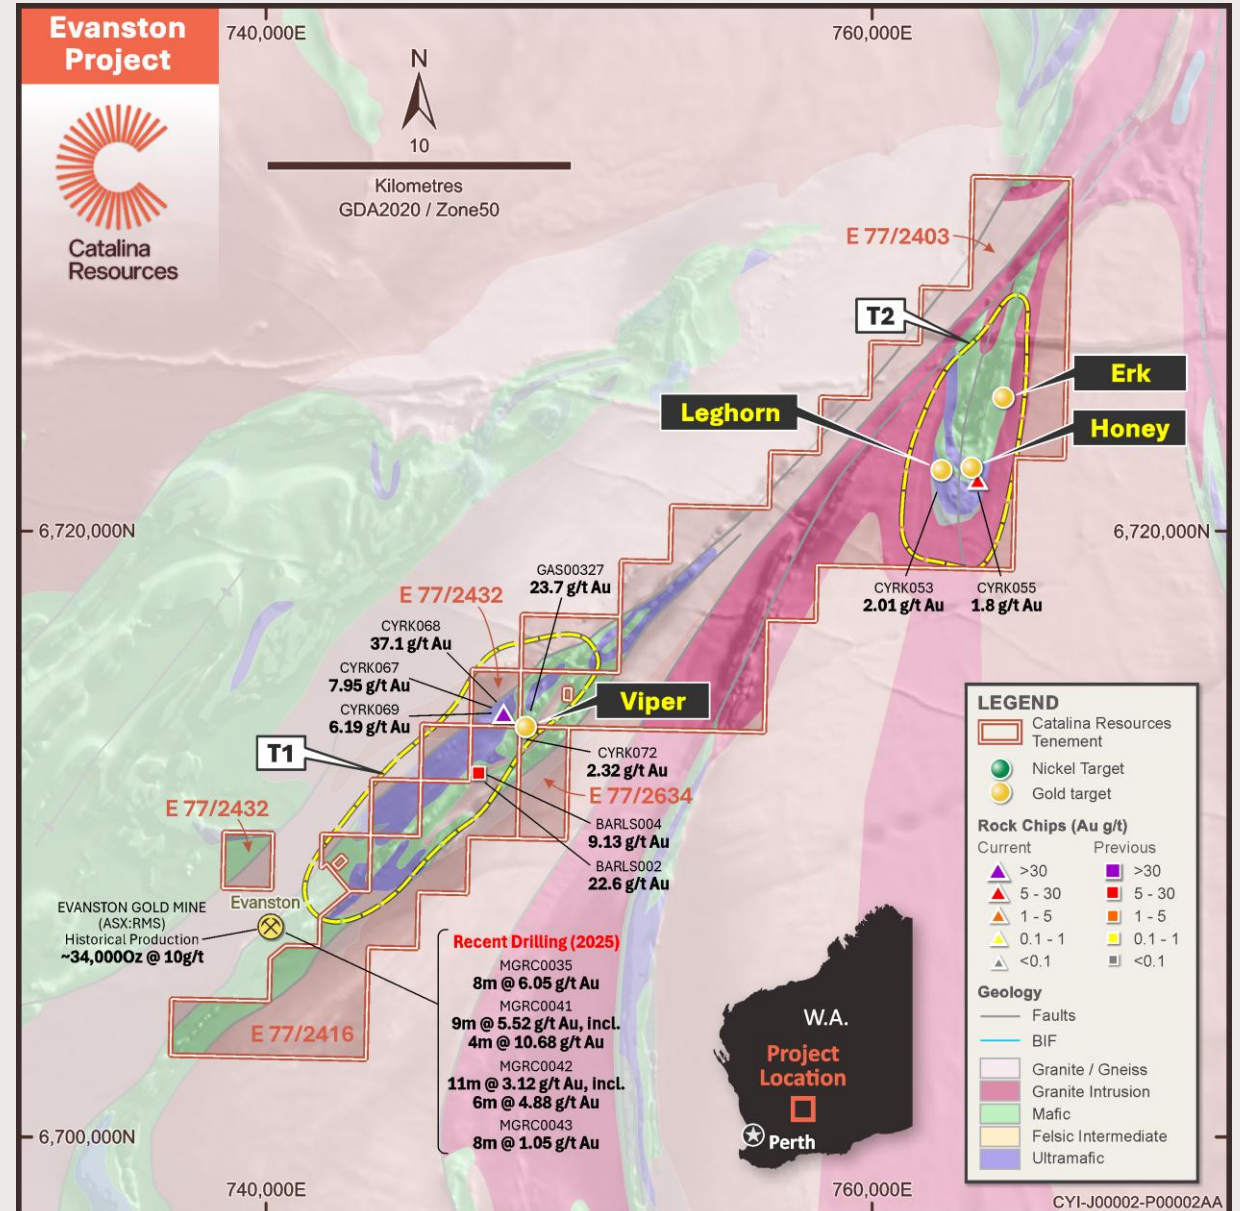 Evanston
Project
Catalina
Resources
740,000E
760,000E
N
10
Kilometres
GDA2020 / Zone50
E 77/2403
T2
Erk
Leghorn
Honey
6,720,000N
6,720,000N
CYRK053
2.01 g/t Au
CYRK055
1.8 g/t Au
GAS00327
23.7 g/t Au
E 77/2432
CYRK068
37.1 g/t Au
CYRK067
7.95 g/t Au
CYRK069
6.19 g/t Au
Viper
T1
CYRK072
2.32 g/t Au
E 77/2634
E 77/2432
BARLS004
9.13 g/t Au
BARLS002
22.6 g/t Au
Evanston
EVANSTON GOLD MINE
(ASX:RMS)
Historical Production
~34,000Oz @ 10g/t
Recent Drilling (2025)
MGRC0035
8m @ 6.05 g/t Au
MGRC0041
9m @ 5.52 g/t Au, incl.
4m @ 10.68 g/t Au
MGRC0042
11m @ 3.12 g/t Au, incl.
6m @ 4.88 g/t Au
MGRC0043
8m @ 1.05 g/t Au
E 77/2416
6,700,000N
W.A.
Project
Location
Perth
LEGEND
Catalina Resources
Tenement
Nickel Target
Gold target
Rock Chips (Au g/t)
Current Previous
>30 >30
5 - 30 5 - 30
1 - 5 1 - 5
0.1 - 1 0.1 - 1
<0.1 <0.1
Geology
Faults
BIF
Granite / Gneiss
Granite Intrusion
Mafic
Felsic Intermediate
Ultramafic
740,000E
760,000E
CYI-J00002-P00002AA